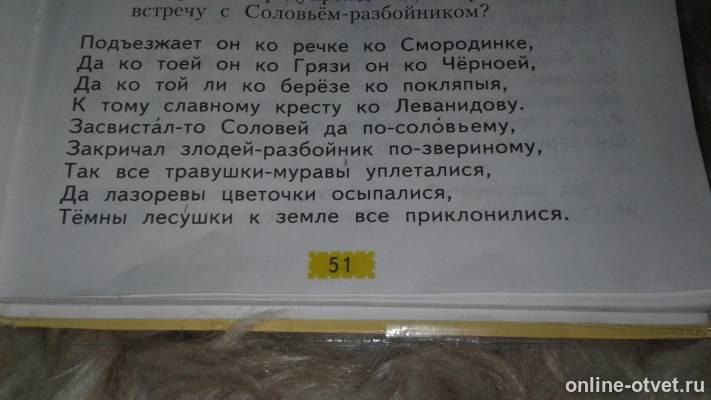 встречу с Соловьём-разбойником?
Подъезжает он ко речке ко Смородинке,
Да ко тоей он ко Грязи он ко Чёрноей,
Да ко той ли ко берёзе ко покляпыя,
К тому славному кресту ко Леванидову.
Засвиста́л-то Соловей да по-соло́вьему,
Закричал злодей-разбойник по-звериному,
Так все травушки-муравы уплеталися,
Да лазоревы цветочки осыпалися,
Тёмны лесушки к земле все приклонилися.
51
online-otvet.ru